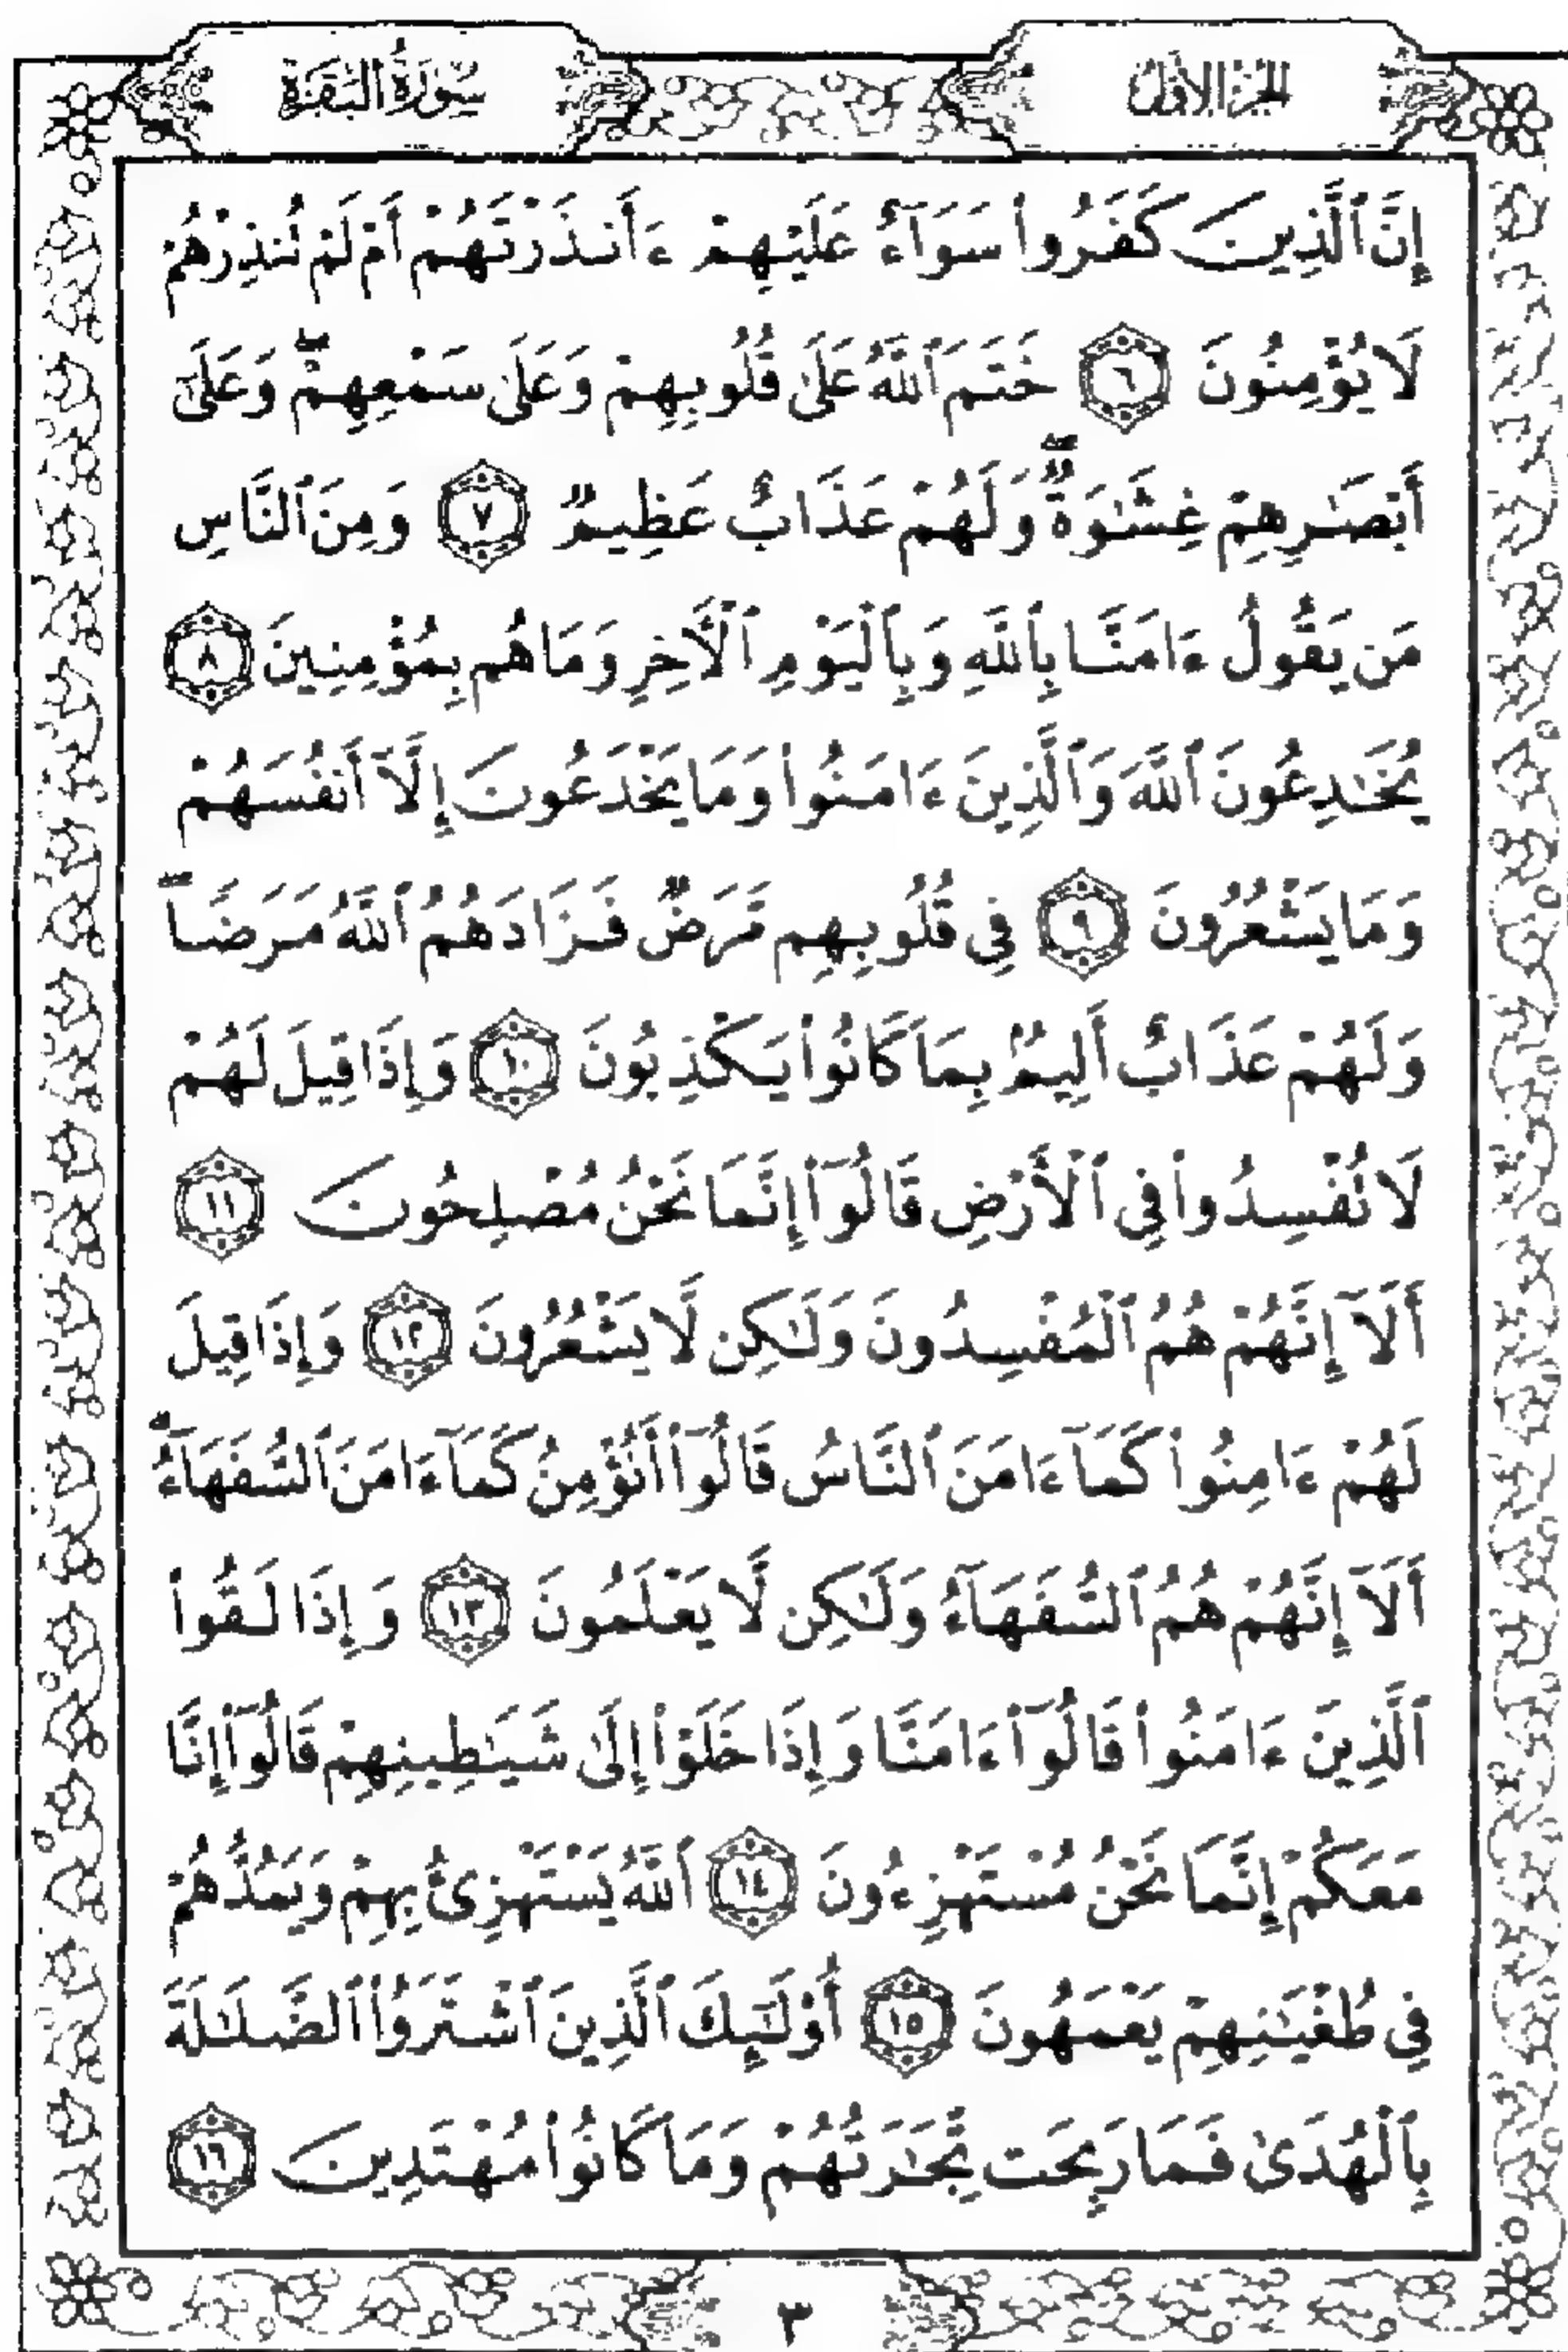 الجزء الأول
سُورَةُ الْبَقَرَةِ
إِنَّ ٱلَّذِينَ كَفَرُواْ سَوَآءٌ عَلَيْهِمْ ءَأَنذَرْتَهُمْ أَمْ لَمْ تُنذِرْهُمْ
لَا يُؤْمِنُونَ ٦ خَتَمَ ٱللَّهُ عَلَىٰ قُلُوبِهِمْ وَعَلَىٰ سَمْعِهِمْۖ وَعَلَىٰٓ
أَبْصَـٰرِهِمْ غِشَـٰوَةٌۖ وَلَهُمْ عَذَابٌ عَظِيمٌ ٧ وَمِنَ ٱلنَّاسِ
مَن يَقُولُ ءَامَنَّا بِٱللَّهِ وَبِٱلْيَوْمِ ٱلْأَخِرِ وَمَا هُم بِمُؤْمِنِينَ ٨
يُخَـٰدِعُونَ ٱللَّهَ وَٱلَّذِينَ ءَامَنُواْ وَمَا يَخْدَعُونَ إِلَّآ أَنفُسَهُمْ
وَمَا يَشْعُرُونَ ٩ فِى قُلُوبِهِم مَّرَضٌ فَزَادَهُمُ ٱللَّهُ مَرَضًاۖ
وَلَهُمْ عَذَابٌ أَلِيمٌۢ بِمَا كَانُواْ يَكْذِبُونَ ١٠ وَإِذَا قِيلَ لَهُمْ
لَا تُفْسِدُواْ فِى ٱلْأَرْضِ قَالُوٓاْ إِنَّمَا نَحْنُ مُصْلِحُونَ ١١
أَلَآ إِنَّهُمْ هُمُ ٱلْمُفْسِدُونَ وَلَـٰكِن لَّا يَشْعُرُونَ ١٢ وَإِذَا قِيلَ
لَهُمْ ءَامِنُواْ كَمَآ ءَامَنَ ٱلنَّاسُ قَالُوٓاْ أَنُؤْمِنُ كَمَآ ءَامَنَ ٱلسُّفَهَآءُۗ
أَلَآ إِنَّهُمْ هُمُ ٱلسُّفَهَآءُ وَلَـٰكِن لَّا يَعْلَمُونَ ١٣ وَإِذَا لَقُواْ
ٱلَّذِينَ ءَامَنُواْ قَالُوٓاْ ءَامَنَّا وَإِذَا خَلَوْاْ إِلَىٰ شَيَـٰطِينِهِمْ قَالُوٓاْ إِنَّا
مَعَكُمْ إِنَّمَا نَحْنُ مُسْتَهْزِءُونَ ١٤ ٱللَّهُ يَسْتَهْزِئُ بِهِمْ وَيَمُدُّهُمْ
فِى طُغْيَـٰنِهِمْ يَعْمَهُونَ ١٥ أُوْلَـٰٓئِكَ ٱلَّذِينَ ٱشْتَرَوُاْ ٱلضَّلَـٰلَةَ
بِٱلْهُدَىٰ فَمَا رَبِحَت تِّجَـٰرَتُهُمْ وَمَا كَانُواْ مُهْتَدِينَ ١٦
٣